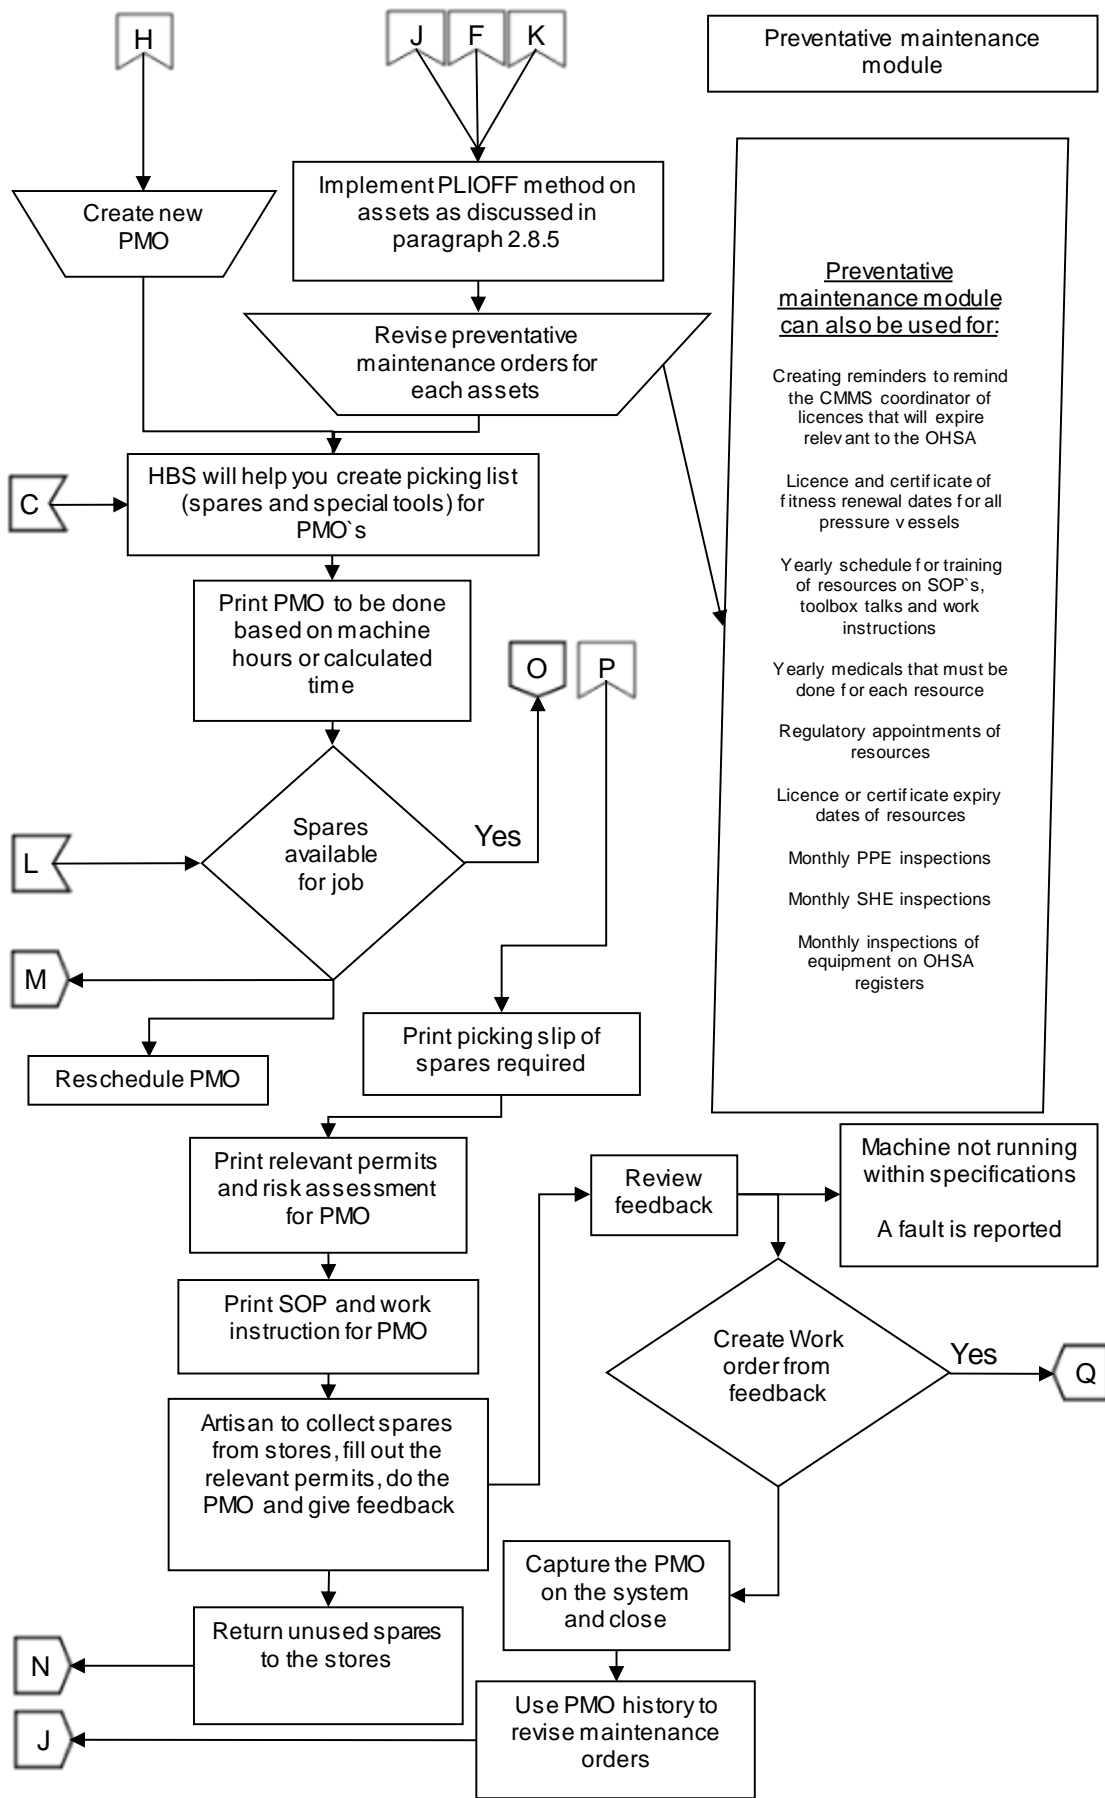 H
J
F
K
Preventative maintenance
module
Create new
PMO
Implement PLIOFF method on
assets as discussed in
paragraph 2.8.5
Revise preventative
maintenance orders for
each assets
Preventative
maintenance module
can also be used for:
Creating reminders to remind
the CMMS coordinator of
licences that will expire
relevant to the OHSA
Licence and certificate of
fitness renewal dates for all
pressure vessels
Yearly schedule for training
of resources on SOP`s,
toolbox talks and work
instructions
Yearly medicals that must be
done for each resource
Regulatory appointments of
resources
Licence or certificate expiry
dates of resources
Monthly PPE inspections
Monthly SHE inspections
Monthly inspections of
equipment on OHSA
registers
C
HBS will help you create picking list
(spares and special tools) for
PMO`s
Print PMO to be done
based on machine
hours or calculated
time
O
P
L
Spares
available
for job
Yes
M
Reschedule PMO
Print picking slip of
spares required
Print relevant permits
and risk assessment
for PMO
Review
feedback
Machine not running
within specifications
A fault is reported
Print SOP and work
instruction for PMO
Create Work
order from
feedback
Yes
Q
Artisan to collect spares
from stores, fill out the
relevant permits, do the
PMO and give feedback
Capture the PMO
on the system
and close
Return unused spares
to the stores
N
Use PMO history to
revise maintenance
orders
J